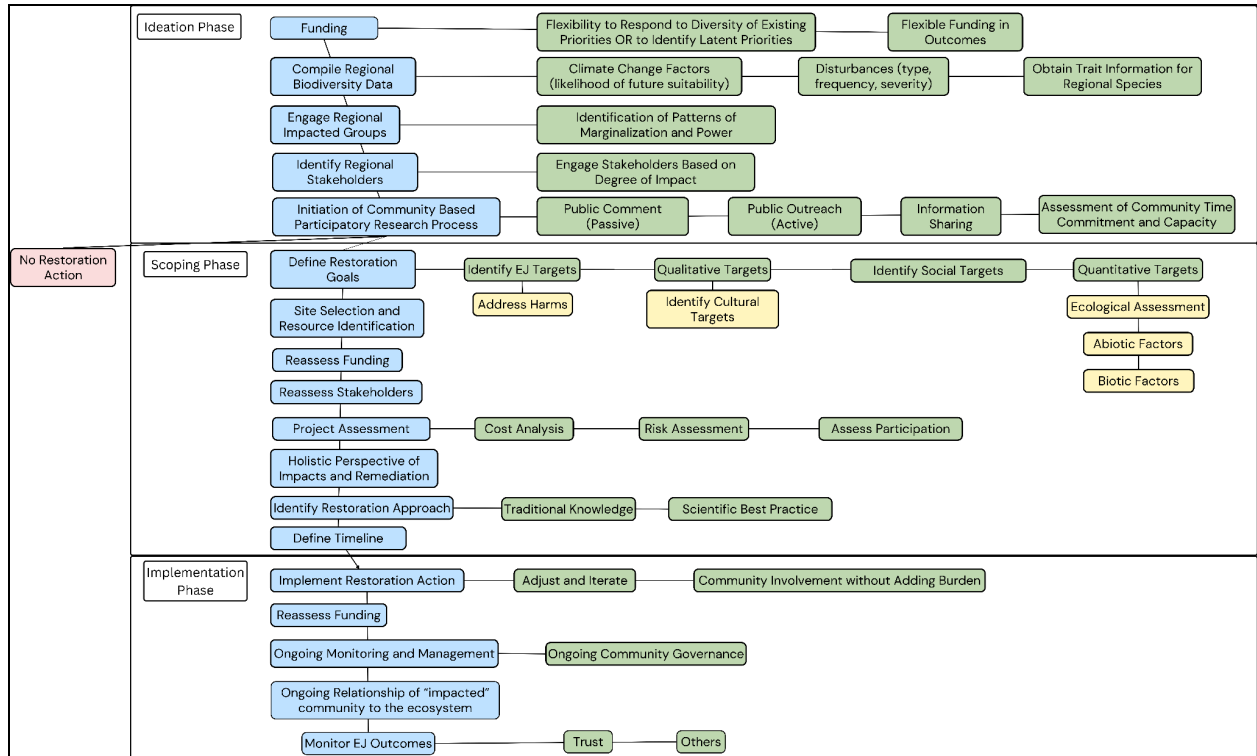 Ideation Phase
Funding
Flexibility to Respond to Diversity of Existing
Priorities OR to Identify Latent Priorities
Flexible Funding in
Outcomes
Compile Regional
Biodiversity Data
Climate Change Factors
(likelihood of future suitability)
Disturbances (type,
frequency, severity)
Obtain Trait Information for
Regional Species
Engage Regional
Impacted Groups
Identification of Patterns of
Marginalization and Power
Identify Regional
Stakeholders
Engage Stakeholders Based on
Degree of Impact
Initiation of Community Based
Participatory Research Process
Public Comment
(Passive)
Public Outreach
(Active)
Information
Sharing
Assessment of Community Time
Commitment and Capacity
No Restoration
Action
Scoping Phase
Define Restoration
Goals
Identify EJ Targets
Qualitative Targets
Identify Social Targets
Quantitative Targets
Address Harms
Identify Cultural
Targets
Ecological Assessment
Abiotic Factors
Biotic Factors
Site Selection and
Resource Identification
Reassess Funding
Reassess Stakeholders
Project Assessment
Cost Analysis
Risk Assessment
Assess Participation
Holistic Perspective of
Impacts and Remediation
Identify Restoration Approach
Traditional Knowledge
Scientific Best Practice
Define Timeline
Implementation
Phase
Implement Restoration Action
Adjust and Iterate
Community Involvement without Adding Burden
Reassess Funding
Ongoing Monitoring and Management
Ongoing Community Governance
Ongoing Relationship of "impacted"
community to the ecosystem
Monitor EJ Outcomes
Trust
Others